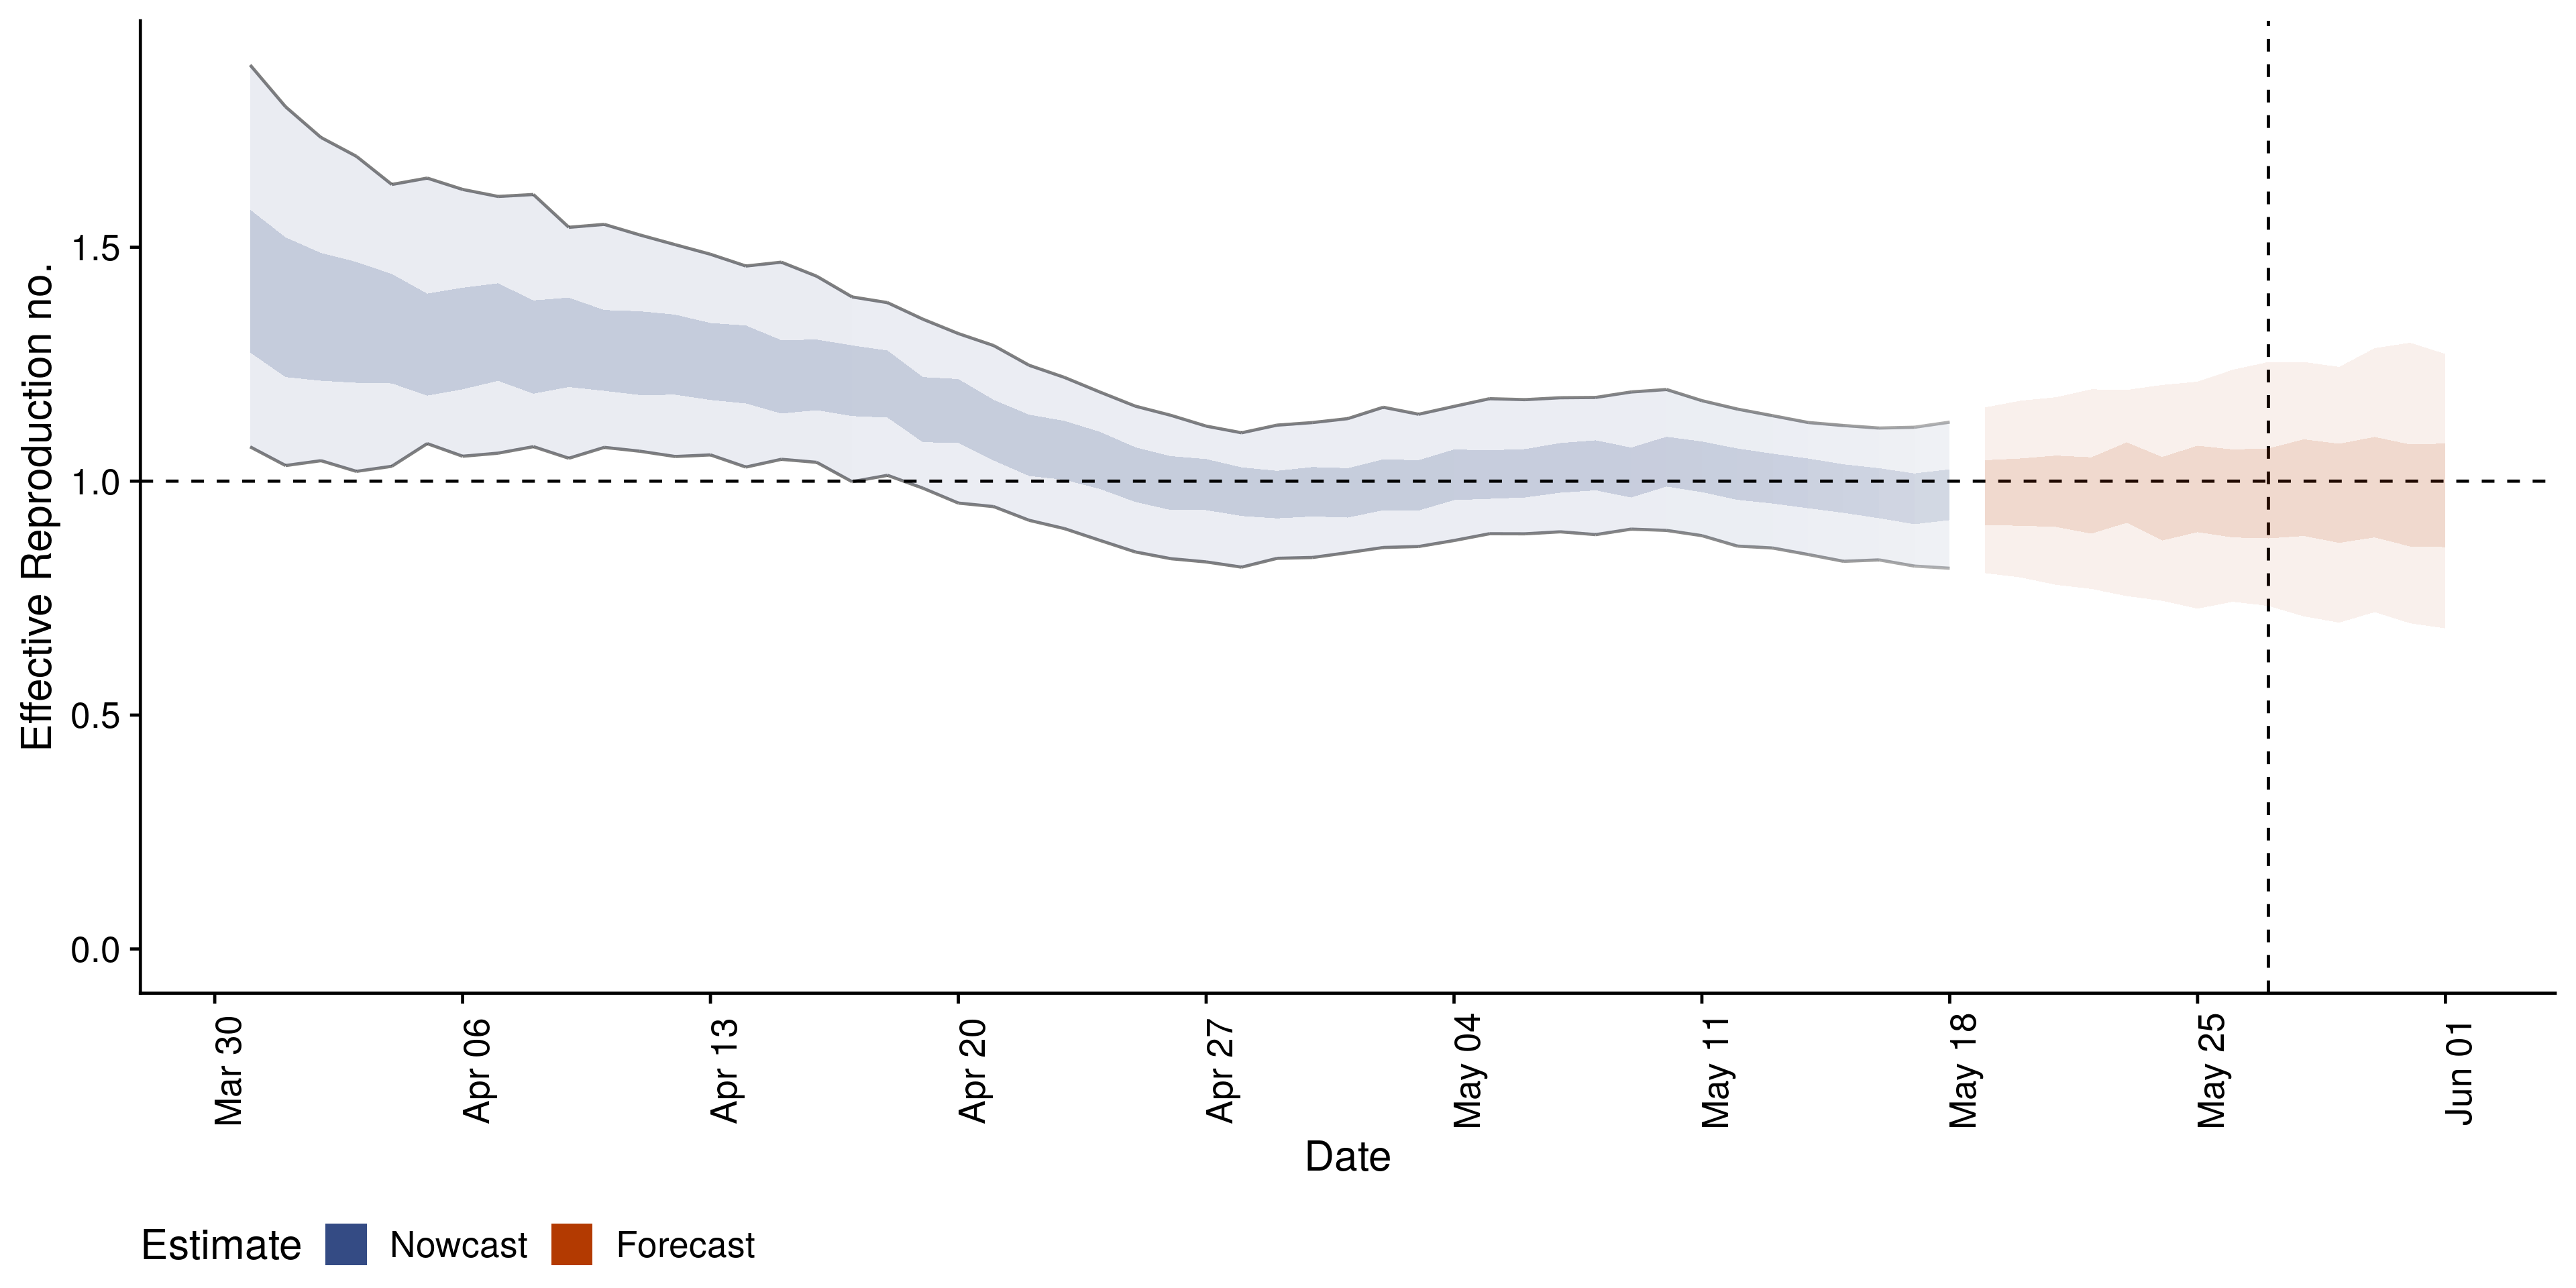 Effective Reproduction no.
1.5
1.0
0.5
0.0
Mar 30
Apr 06
Apr 13
Apr 20
Apr 27
May 04
May 11
May 18
May 25
Jun 01
Date
Estimate Nowcast Forecast